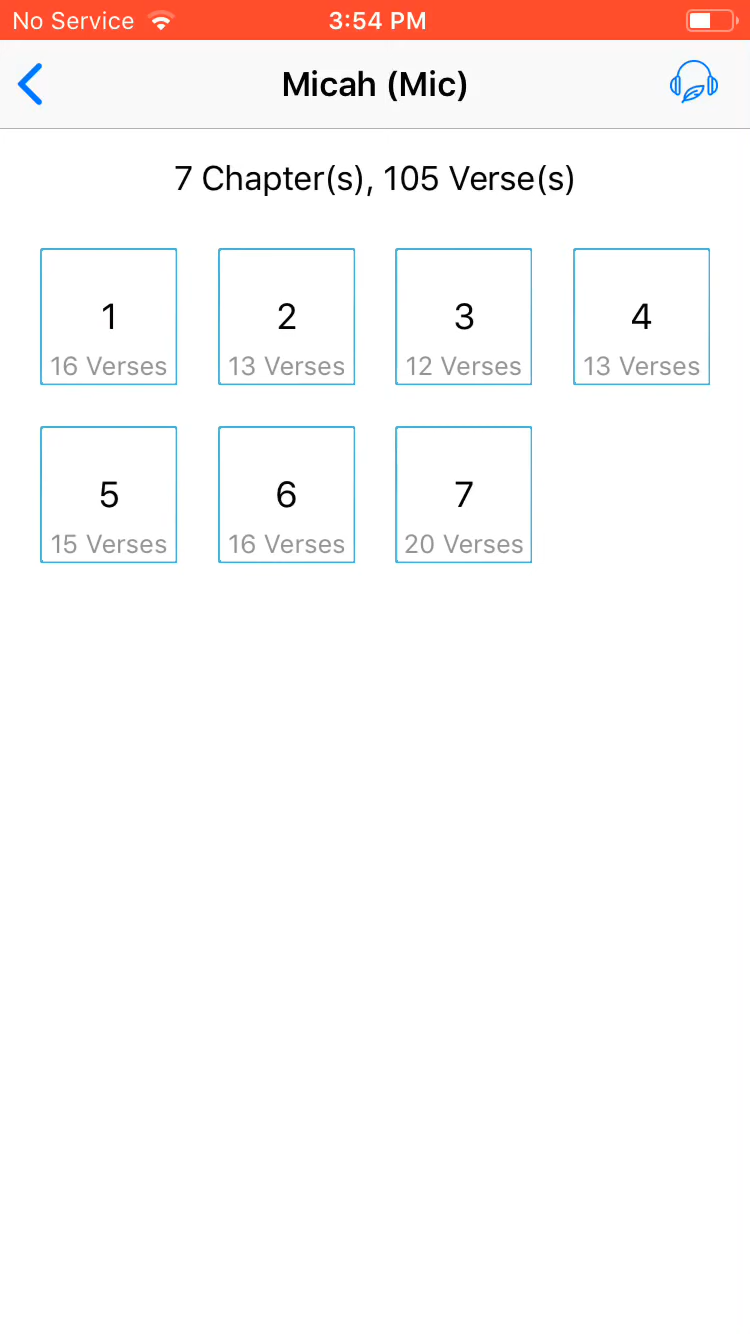 No Service 3:54 PM
Micah (Mic)
7 Chapter(s), 105 Verse(s)
1 2 3 4
16 Verses 13 Verses 12 Verses 13 Verses
5 6 7
15 Verses 16 Verses 20 Verses